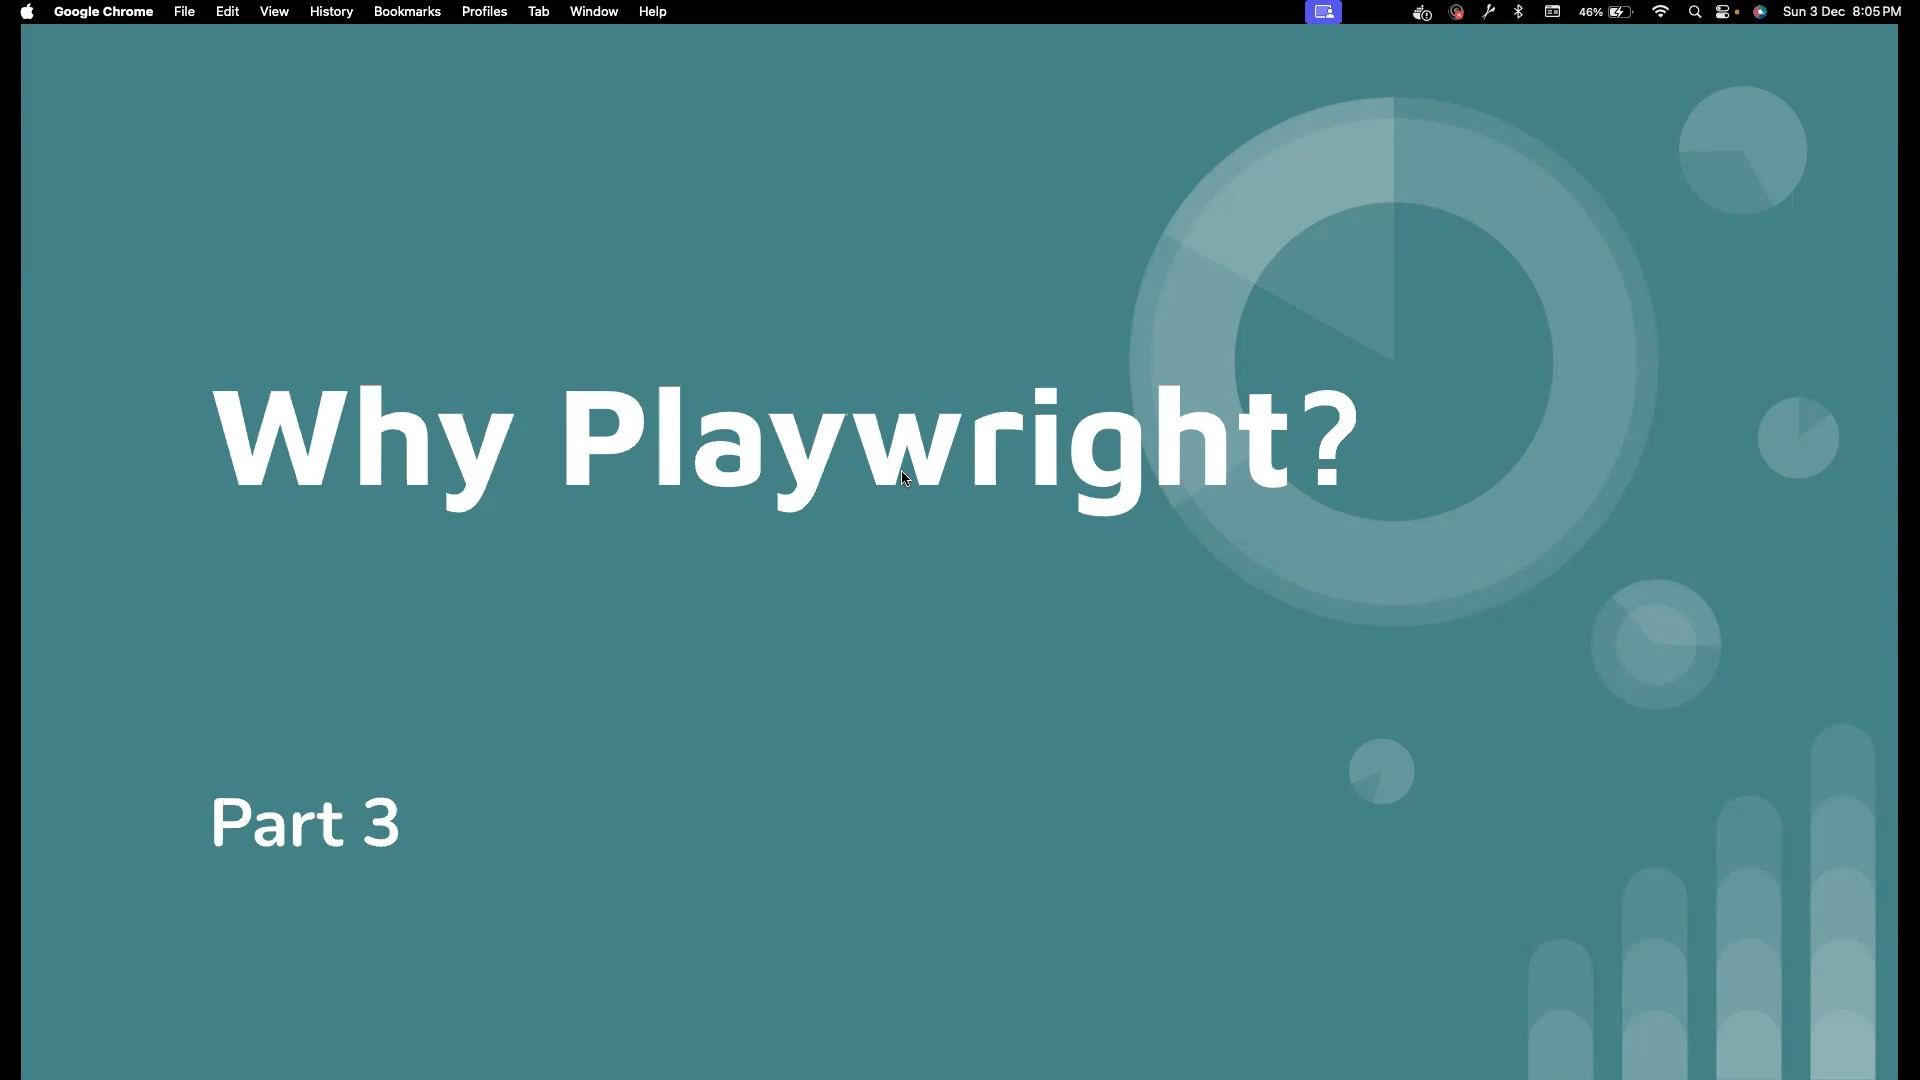 Google Chrome File Edit View History Bookmarks Profiles Tab Window Help 46% Sun 3 Dec 8:05 PM
Why Playwright?
Part 3